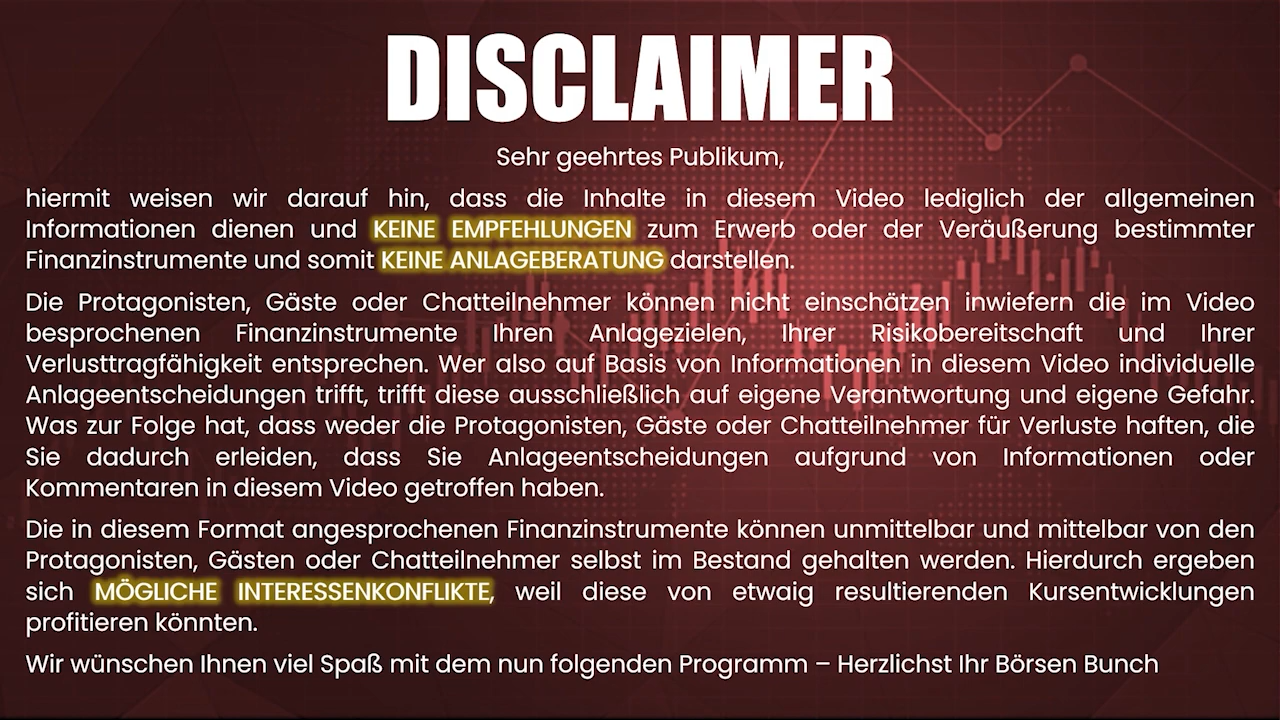 DISCLAIMER
Sehr geehrtes Publikum,
hiermit weisen wir darauf hin, dass die Inhalte in diesem Video lediglich der allgemeinen
Informationen dienen und KEINE EMPFEHLUNGEN zum Erwerb oder der Veräußerung bestimmter
Finanzinstrumente und somit KEINE ANLAGEBERATUNG darstellen.
Die Protagonisten, Gäste oder Chatteilnehmer können nicht einschätzen inwiefern die im Video
besprochenen Finanzinstrumente Ihren Anlagezielen, Ihrer Risikobereitschaft und Ihrer
Verlusttragfähigkeit entsprechen. Wer also auf Basis von Informationen in diesem Video individuelle
Anlageentscheidungen trifft, trifft diese ausschließlich auf eigene Verantwortung und eigene Gefahr.
Was zur Folge hat, dass weder die Protagonisten, Gäste oder Chatteilnehmer für Verluste haften, die
Sie dadurch erleiden, dass Sie Anlageentscheidungen aufgrund von Informationen oder
Kommentaren in diesem Video getroffen haben.
Die in diesem Format angesprochenen Finanzinstrumente können unmittelbar und mittelbar von den
Protagonisten, Gästen oder Chatteilnehmer selbst im Bestand gehalten werden. Hierdurch ergeben
sich MÖGLICHE INTERESSENKONFLIKTE, weil diese von etwaig resultierenden Kursentwicklungen
profitieren könnten.
Wir wünschen Ihnen viel Spaß mit dem nun folgenden Programm – Herzlichst Ihr Börsen Bunch